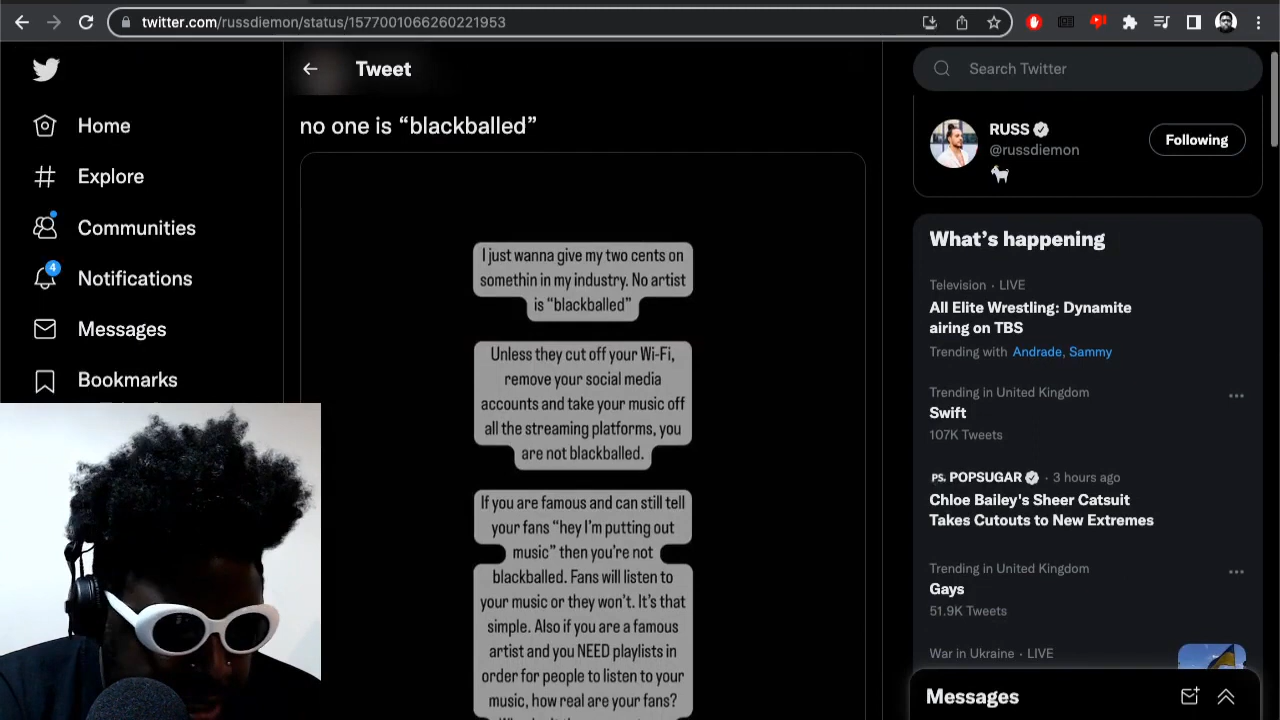 twitter.com/russdiemon/status/1577001066260221953
Tweet
Search Twitter
Home
Explore
Communities
4
Notifications
Messages
Bookmarks
no one is “blackballed”
I just wanna give my two cents on
somethin in my industry. No artist
is “blackballed”
Unless they cut off your Wi-Fi,
remove your social media
accounts and take your music off
all the streaming platforms, you
are not blackballed.
If you are famous and can still tell
your fans “hey I’m putting out
music” then you’re not
blackballed. Fans will listen to
your music or they won’t. It’s that
simple. Also if you are a famous
artist and you NEED playlists in
order for people to listen to your
music, how real are your fans?
RUSS
@russdiemon
Following
What’s happening
Television · LIVE
All Elite Wrestling: Dynamite
airing on TBS
Trending with Andrade, Sammy
Trending in United Kingdom
Swift
107K Tweets
PS. POPSUGAR · 3 hours ago
Chloe Bailey's Sheer Catsuit
Takes Cutouts to New Extremes
Trending in United Kingdom
Gays
51.9K Tweets
War in Ukraine · LIVE
Messages